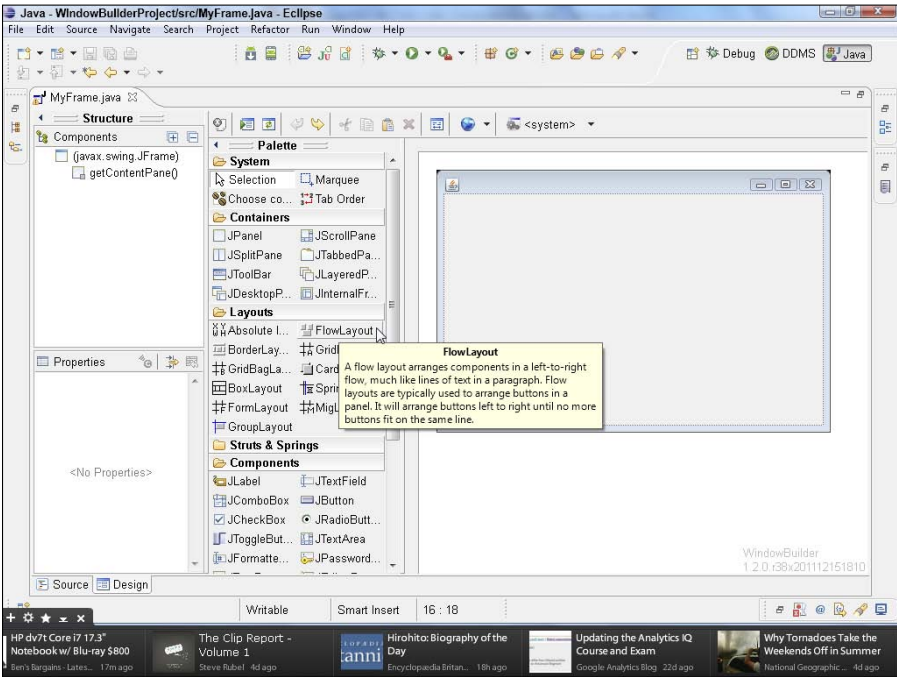 Java - WindowBuilderProject/src/MyFrame.java - Eclipse
File Edit Source Navigate Search Project Refactor Run Window Help
Debug DDMS Java
MyFrame.java
Structure
Components
(javax.swing.JFrame)
getContentPane()
Properties
<No Properties>
<system>
Palette
System
Selection Marquee
Choose co... Tab Order
Containers
JPanel JScrollPane
JSplitPane JTabbedPa...
JToolBar JLayeredP...
JDesktopP... JInternalFr...
Layouts
Absolute l... FlowLayout
BorderLay... Grid
GridBagLa... Card
BoxLayout Spri
FormLayout MigL
GroupLayout
Struts & Springs
Components
JLabel JTextField
JComboBox JButton
JCheckBox JRadioButt...
JToggleBut... JTextArea
JFormatte... JPassword...
FlowLayout
A flow layout arranges components in a left-to-right
flow, much like lines of text in a paragraph. Flow
layouts are typically used to arrange buttons in a
panel. It will arrange buttons left to right until no more
buttons fit on the same line.
WindowBuilder
1.2.0.r38x201112151810
Source Design
Writable Smart Insert 16 : 18
HP dv7t Core i7 17.3"
Notebook w/ Blu-ray $800
Ben's Bargains - Lates... 17m ago
The Clip Report -
Volume 1
Steve Rubel 4d ago
tanni
Hirohito: Biography of the
Day
Encyclopædia Britan... 18h ago
Updating the Analytics IQ
Course and Exam
Google Analytics Blog 22d ago
Why Tornadoes Take the
Weekends Off in Summer
National Geographic ... 4d ago